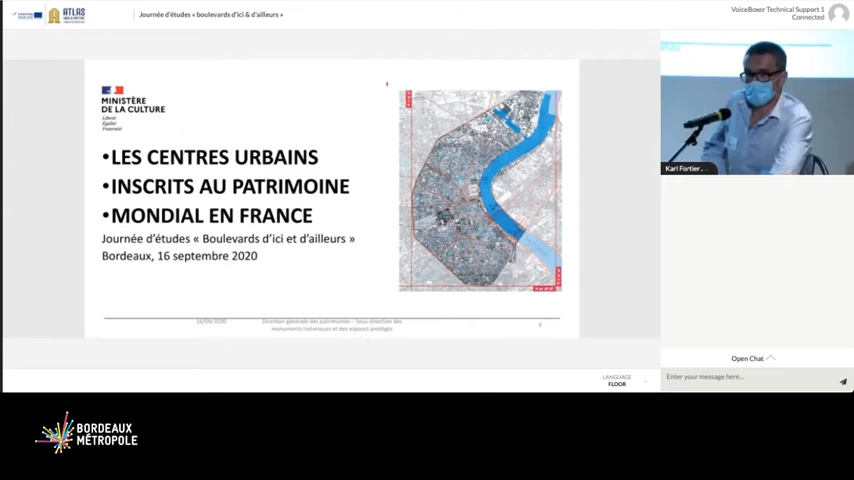 ATLAS
Journée d'études « boulevards d'ici & d'ailleurs »
VoiceBoxer Technical Support 1
Connected
MINISTÈRE
DE LA CULTURE
Liberté
Égalité
Fraternité
•LES CENTRES URBAINS
•INSCRITS AU PATRIMOINE
•MONDIAL EN FRANCE
Journée d'études « Boulevards d'ici et d'ailleurs »
Bordeaux, 16 septembre 2020
16/09/2020
Direction générale des patrimoines – Sous direction des
monuments historiques et des espaces protégés
Karl Fortier
Open Chat
LANGUAGE
FLOOR
Enter your message here...
BORDEAUX
MÉTROPOLE